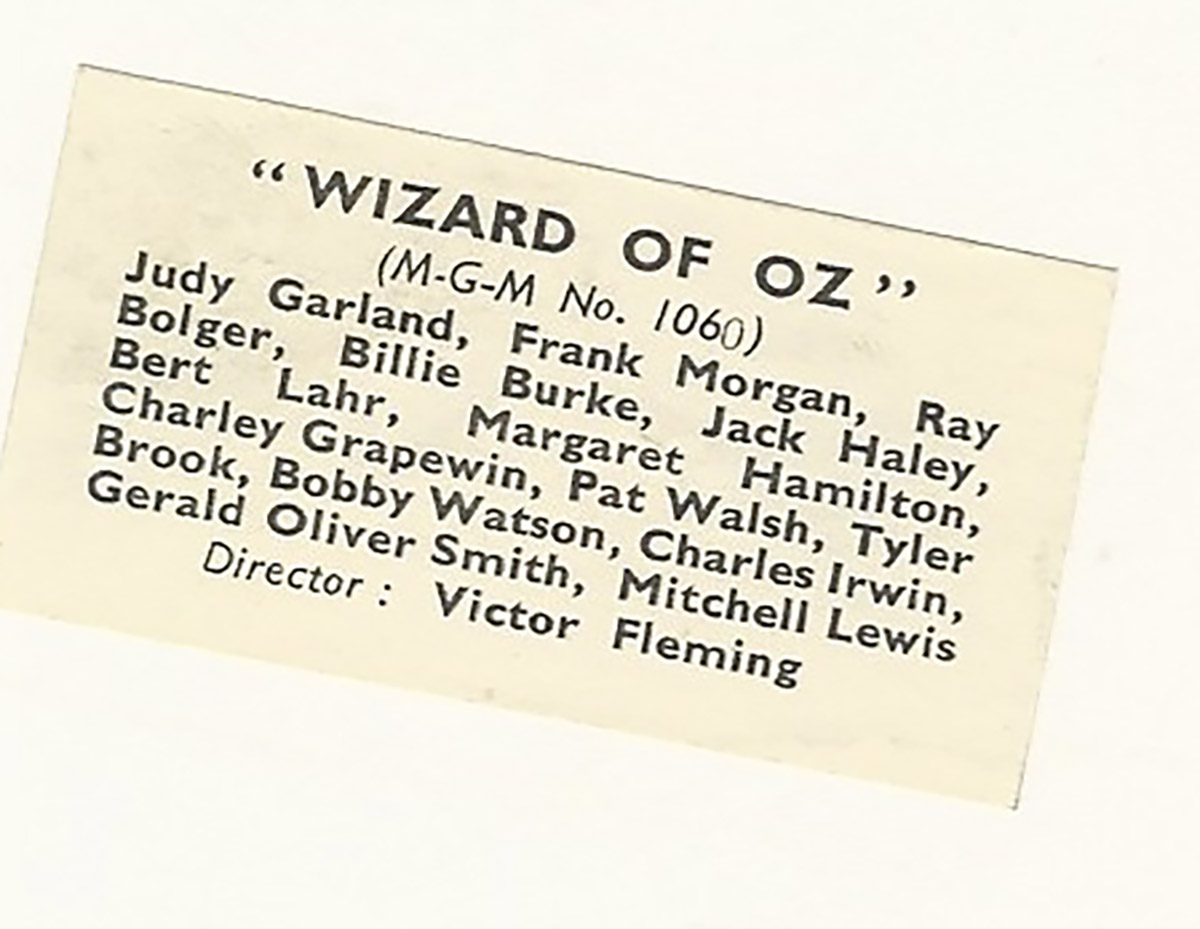 “ WIZARD OF OZ ”
(M-G-M No. 1060)
Judy Garland, Frank Morgan, Ray
Bolger, Billie Burke, Jack Haley,
Bert Lahr, Margaret Hamilton,
Charley Grapewin, Pat Walsh, Tyler
Brook, Bobby Watson, Charles Irwin,
Gerald Oliver Smith, Mitchell Lewis
Director : Victor Fleming